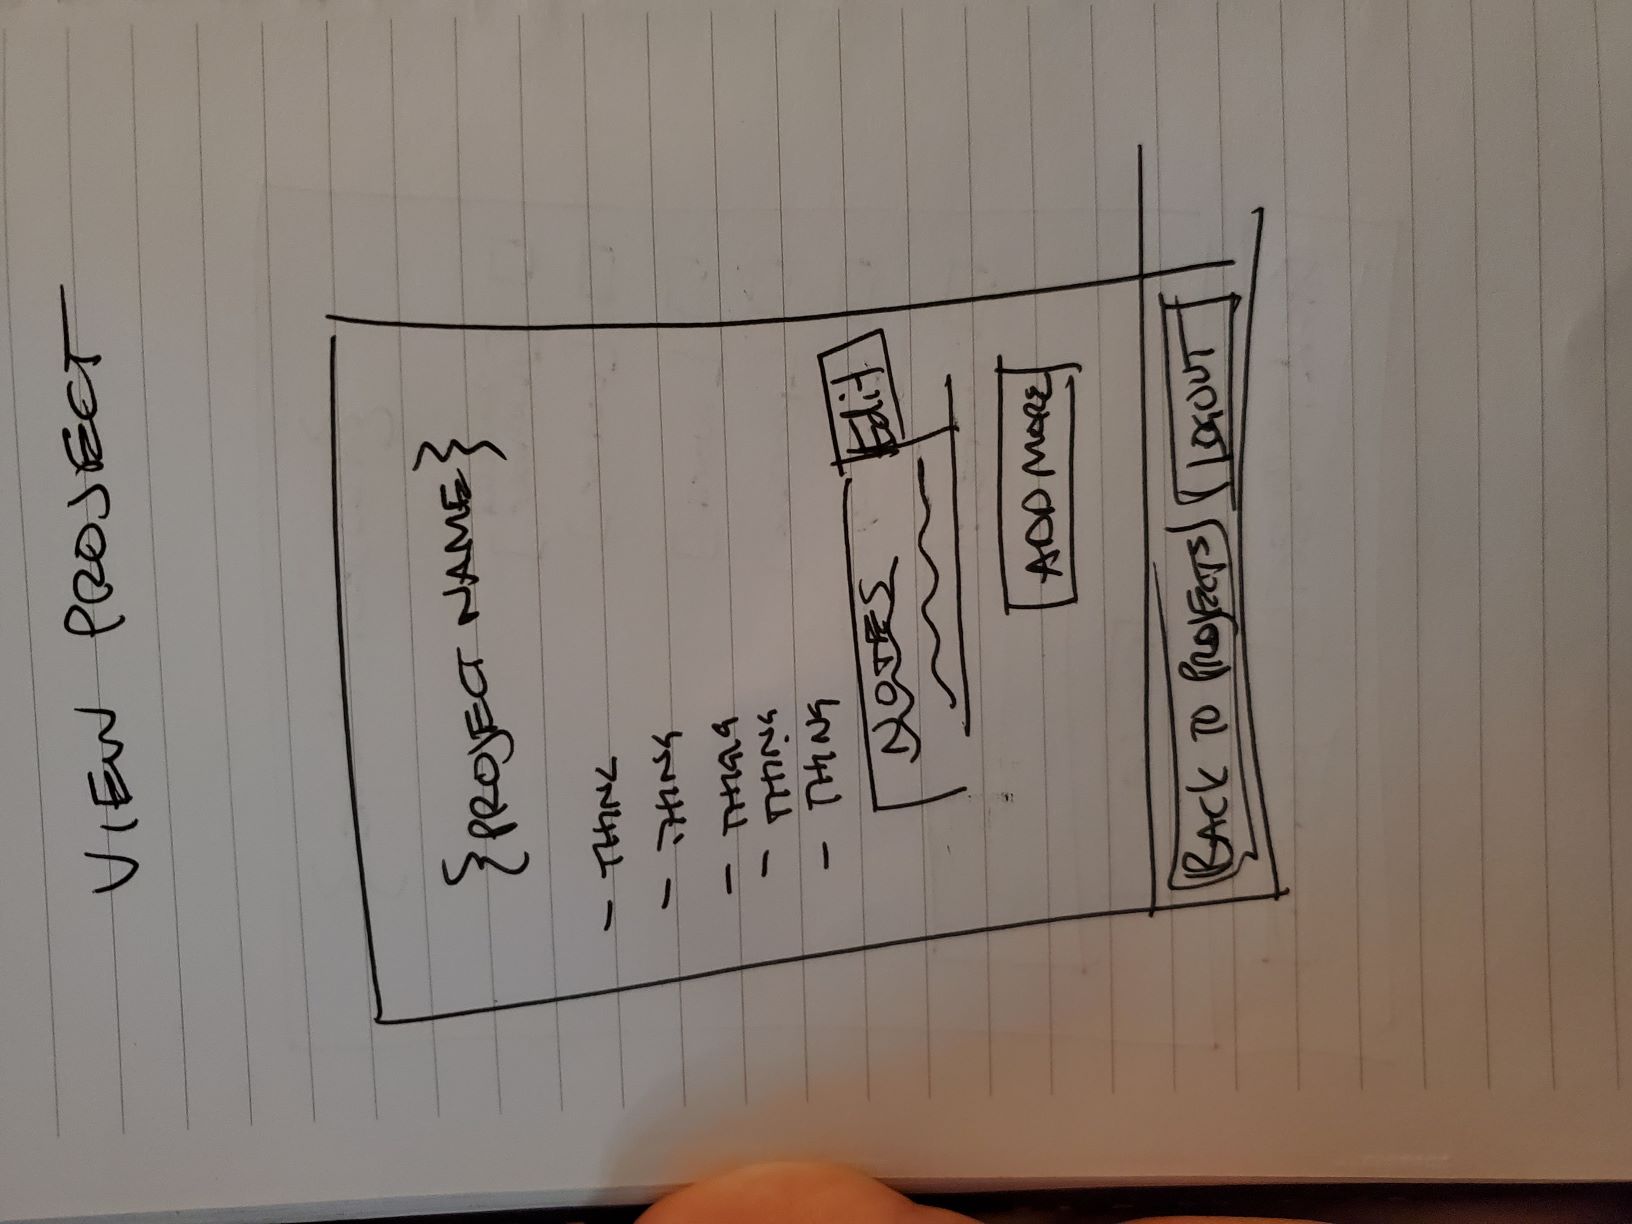 VIEW PROJECT
{PROJECT NAME}
- THING
- THING
- THING
- THING
- THING
NOTES
Edit
ADD MORE
BACK TO PROJECTS
LOGOUT